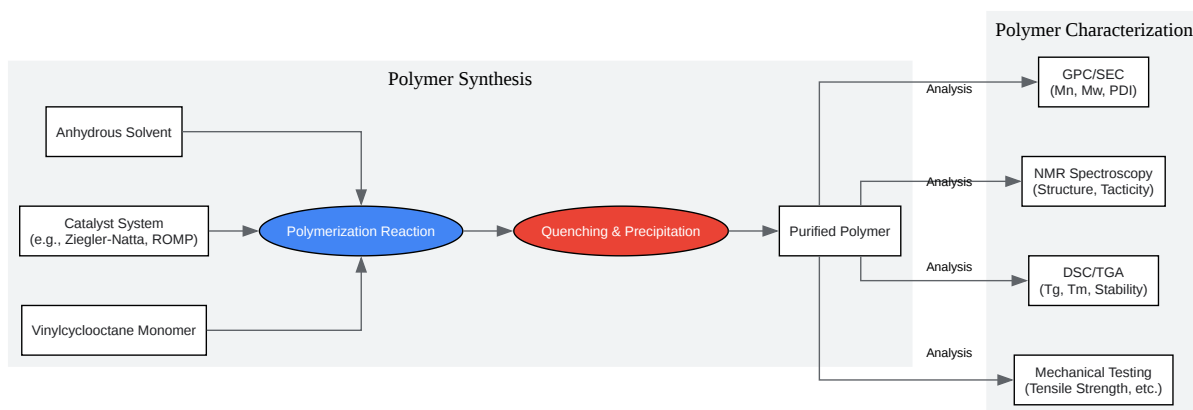 Polymer Synthesis
Anhydrous Solvent
Catalyst System
(e.g., Ziegler-Natta, ROMP)
Vinylcyclooctane Monomer
Polymerization Reaction
Quenching & Precipitation
Purified Polymer
Analysis
Analysis
Analysis
Analysis
Polymer Characterization
GPC/SEC
(Mn, Mw, PDI)
NMR Spectroscopy
(Structure, Tacticity)
DSC/TGA
(Tg, Tm, Stability)
Mechanical Testing
(Tensile Strength, etc.)